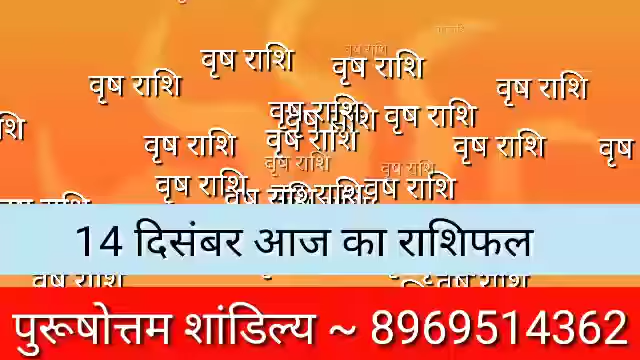 वृष राशि
वृष राशि वृष राशि
वृष राशि
वृष राशि
वृष राशि
वृष राशि वृष राशि
शि
वृष राशि वृष राशि वृष राशि वृष
वृष राशि वृष राशि
वृष राशि वृष राशि
14 दिसंबर आज का राशिफल
वृष राशि वृष राशि
पुरूषोत्तम शांडिल्य ~ 8969514362